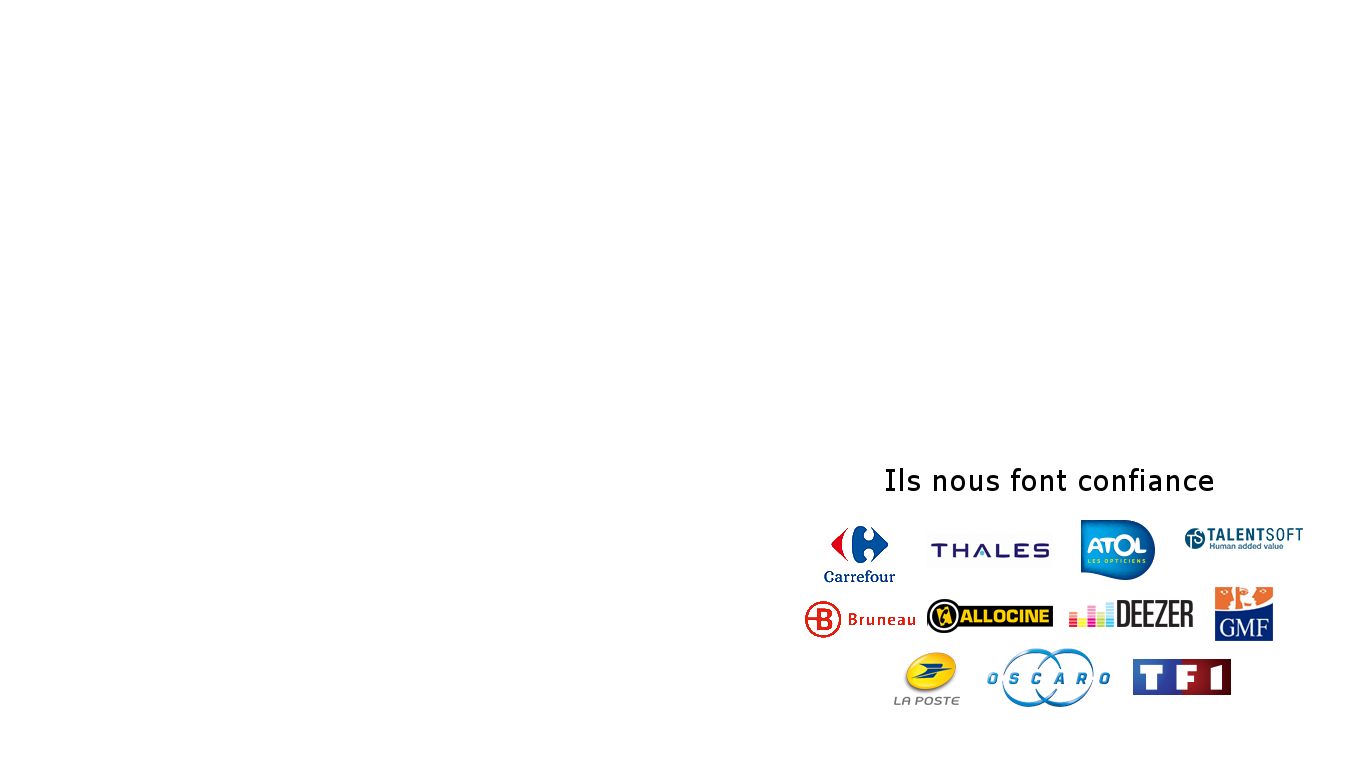 Ils nous font confiance
Carrefour
THALES
ATOL
LES OPTICIENS
TS TALENTSOFT
Human added value
B Bruneau
ALLOCINE
DEEZER
GMF
LA POSTE
OSCARO
TF1